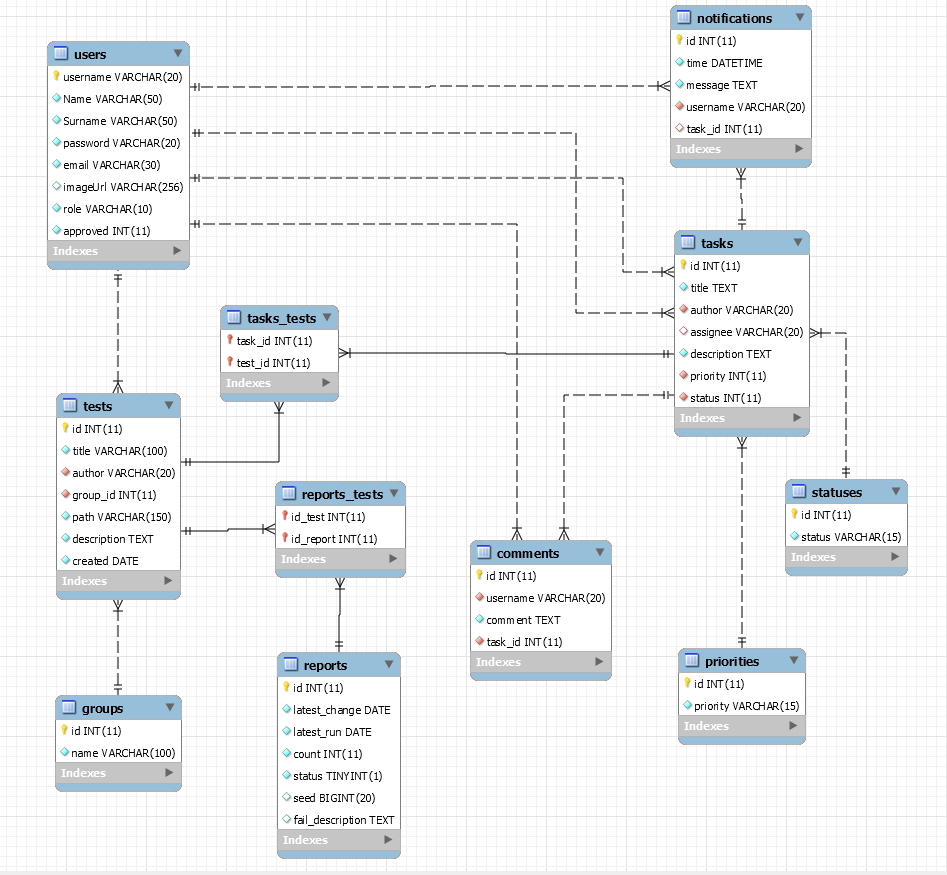 users
username VARCHAR(20)
Name VARCHAR(50)
Surname VARCHAR(50)
password VARCHAR(20)
email VARCHAR(30)
imageUrl VARCHAR(256)
role VARCHAR(10)
approved INT(11)
Indexes
notifications
id INT(11)
time DATETIME
message TEXT
username VARCHAR(20)
task_id INT(11)
Indexes
tasks
id INT(11)
title TEXT
author VARCHAR(20)
assignee VARCHAR(20)
description TEXT
priority INT(11)
status INT(11)
Indexes
tasks_tests
task_id INT(11)
test_id INT(11)
Indexes
tests
id INT(11)
title VARCHAR(100)
author VARCHAR(20)
group_id INT(11)
path VARCHAR(150)
description TEXT
created DATE
Indexes
reports_tests
id_test INT(11)
id_report INT(11)
Indexes
statuses
id INT(11)
status VARCHAR(15)
Indexes
comments
id INT(11)
username VARCHAR(20)
comment TEXT
task_id INT(11)
Indexes
reports
id INT(11)
latest_change DATE
latest_run DATE
count INT(11)
status TINYINT(1)
seed BIGINT(20)
fail_description TEXT
Indexes
priorities
id INT(11)
priority VARCHAR(15)
Indexes
groups
id INT(11)
name VARCHAR(100)
Indexes